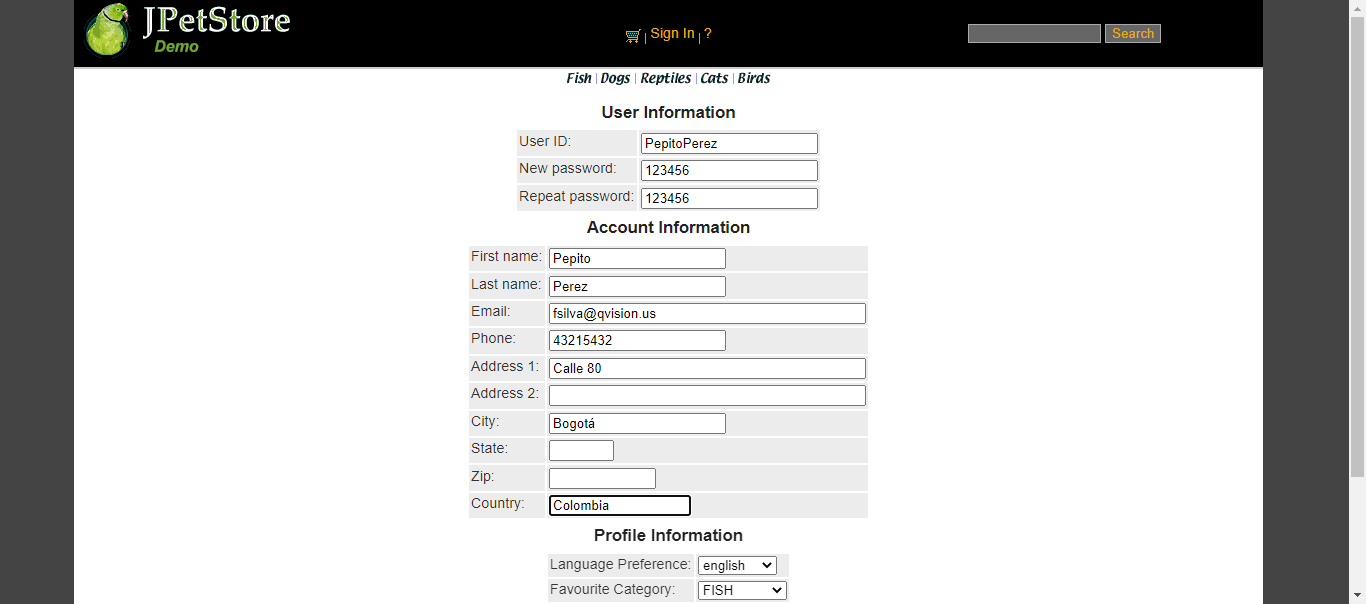 JPetStore
Demo
Sign In | ?
Search
Fish | Dogs | Reptiles | Cats | Birds
User Information
User ID: PepitoPerez
New password: 123456
Repeat password: 123456
Account Information
First name: Pepito
Last name: Perez
Email: fsilva@qvision.us
Phone: 43215432
Address 1: Calle 80
Address 2:
City: Bogotá
State:
Zip:
Country: Colombia
Profile Information
Language Preference: english
Favourite Category: FISH